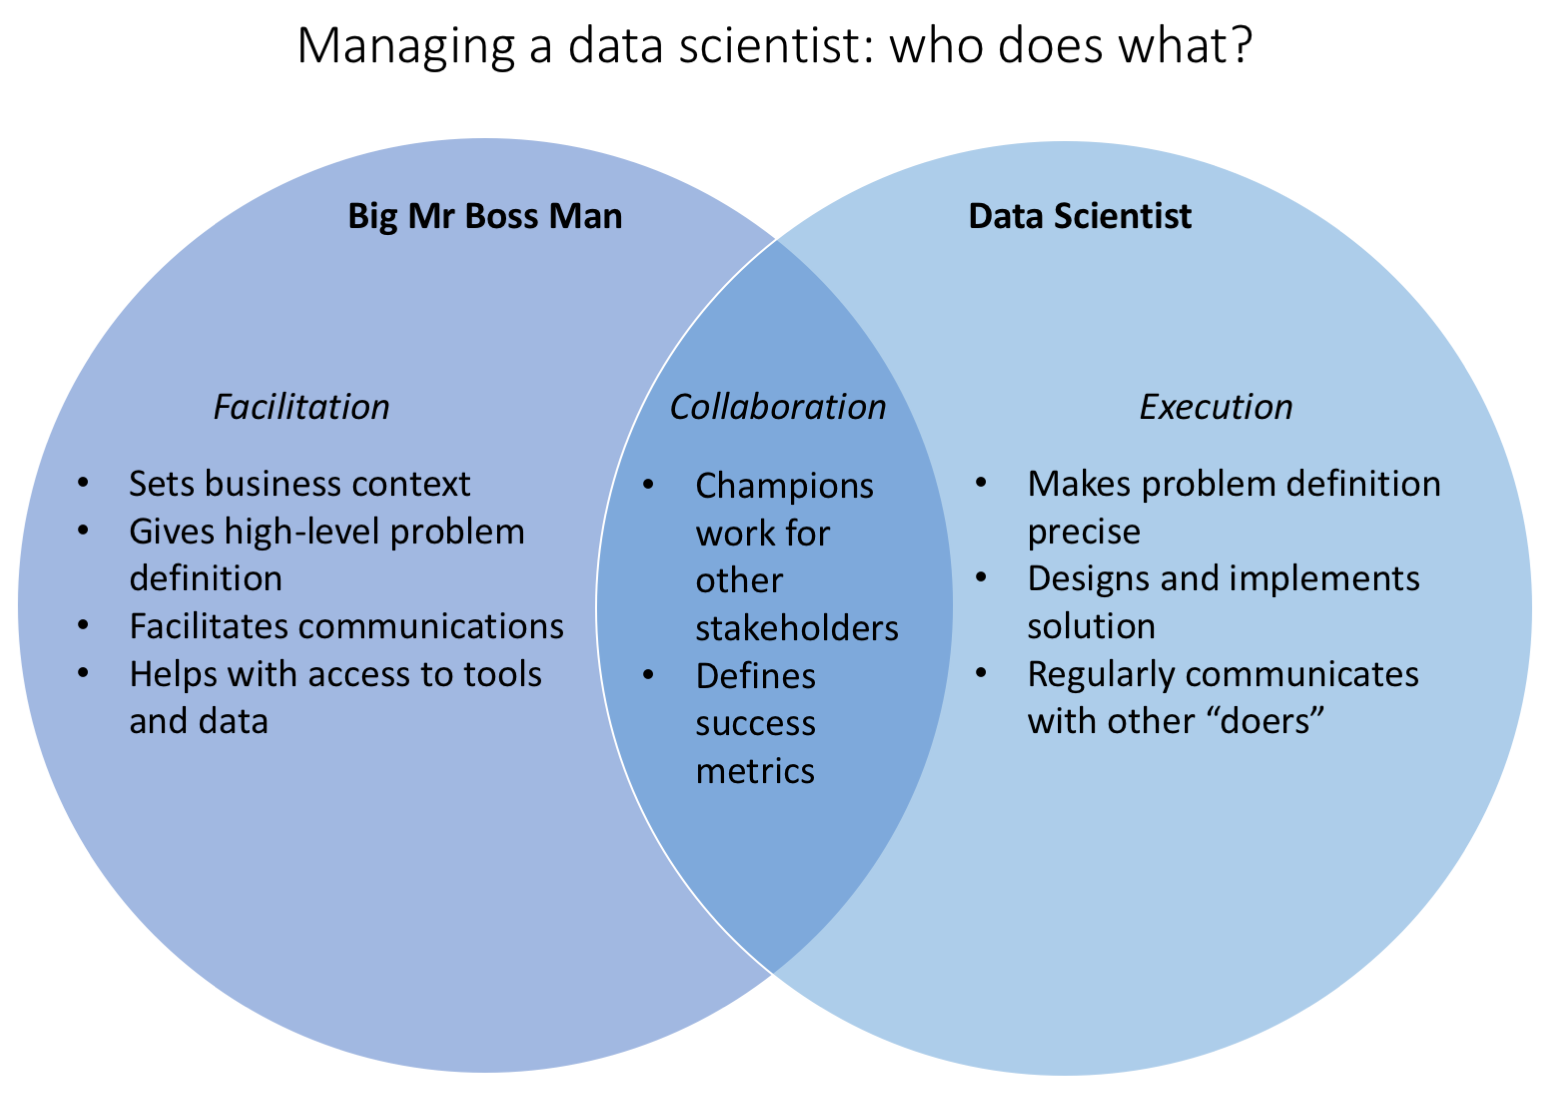 Managing a data scientist: who does what?
Big Mr Boss Man
Facilitation
• Sets business context
• Gives high-level problem
definition
• Facilitates communications
• Helps with access to tools
and data
Collaboration
• Champions
work for
other
stakeholders
• Defines
success
metrics
Data Scientist
Execution
• Makes problem definition
precise
• Designs and implements
solution
• Regularly communicates
with other “doers”